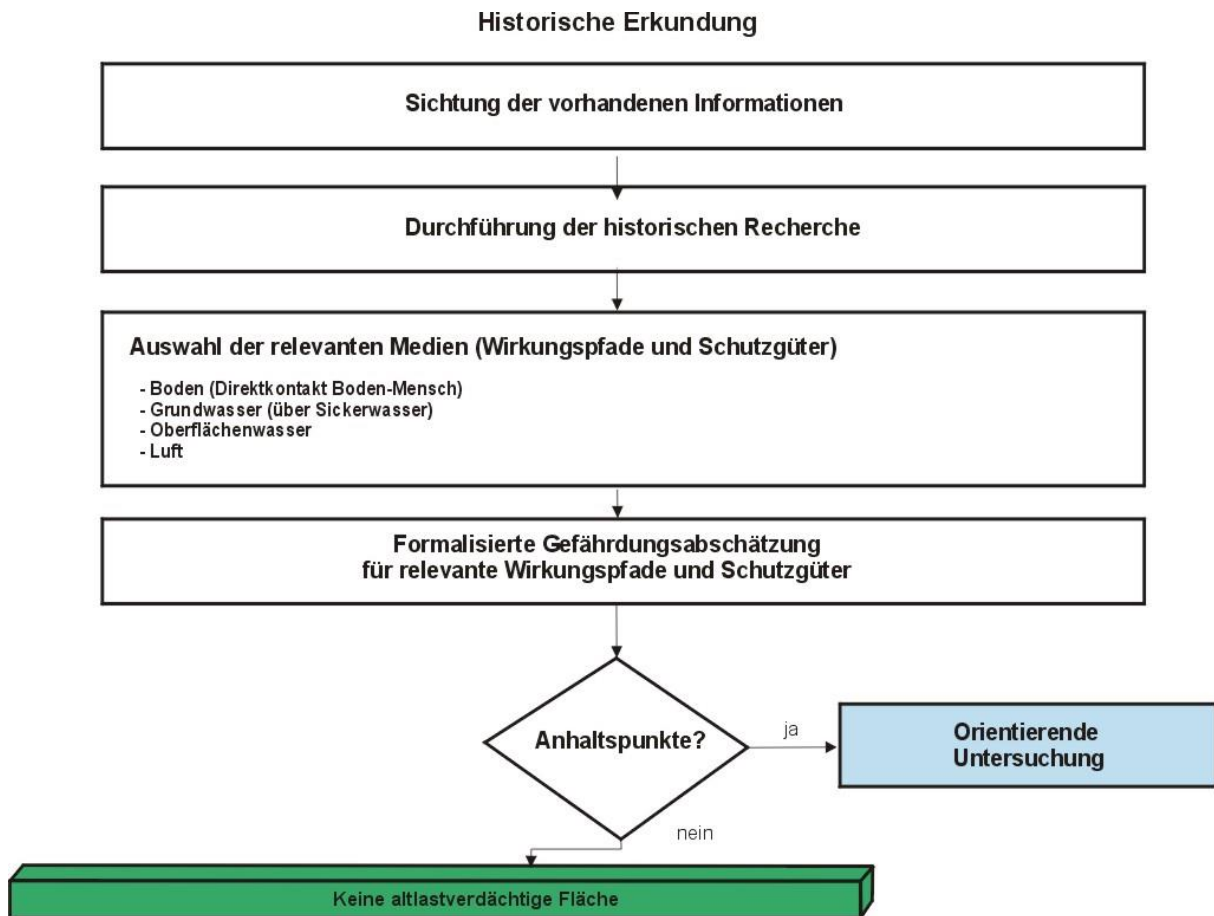 Historische Erkundung
Sichtung der vorhandenen Informationen
Durchführung der historischen Recherche
Auswahl der relevanten Medien (Wirkungspfade und Schutzgüter)
- Boden (Direktkontakt Boden-Mensch)
- Grundwasser (über Sickerwasser)
- Oberflächenwasser
- Luft
Formalisierte Gefährdungsabschätzung
für relevante Wirkungspfade und Schutzgüter
Anhaltspunkte?
ja
Orientierende
Untersuchung
nein
Keine altlastverdächtige Fläche